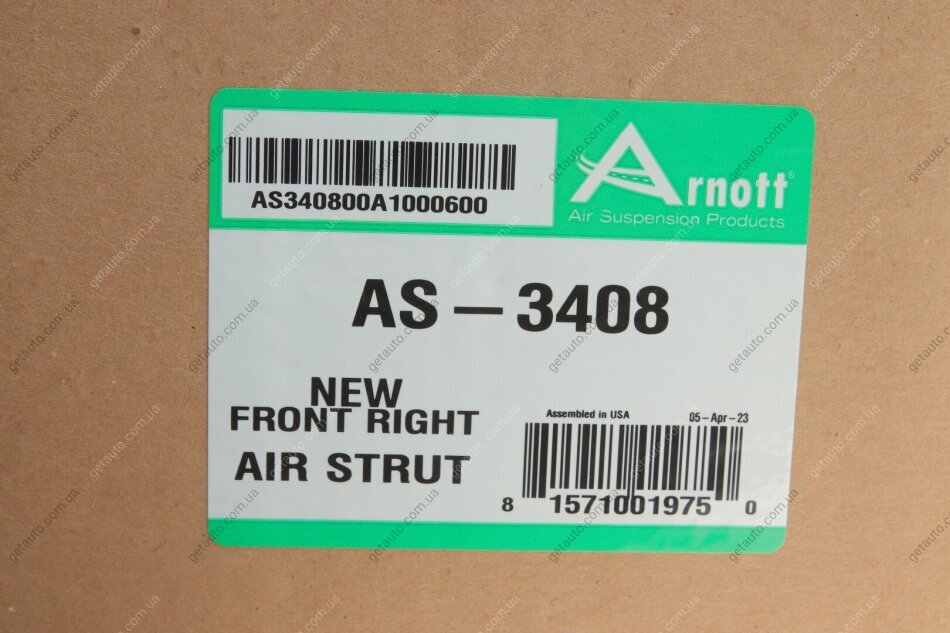 AS340800A1000600
Arnott®
Air Suspension Products
AS – 3408
NEW
FRONT RIGHT
AIR STRUT
Assembled in USA
05-Apr-23
8 1571001975 0
getauto.com.ua